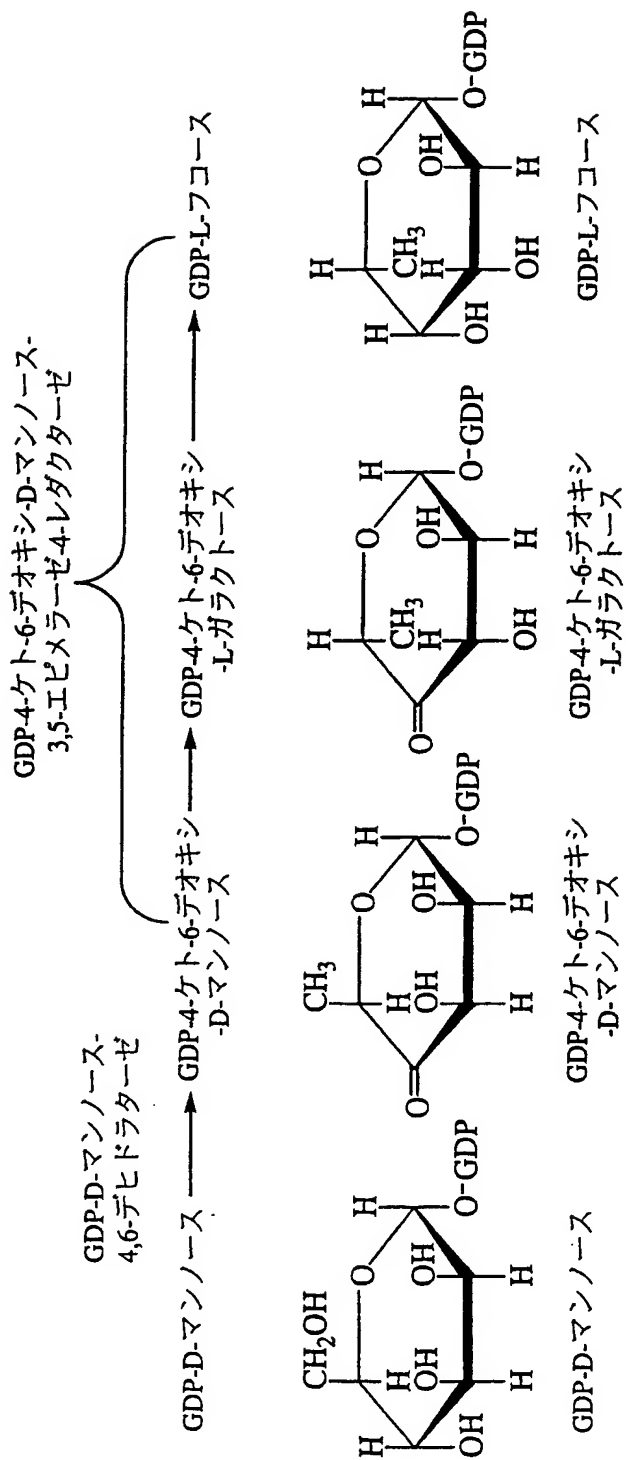 GDP-4-ケト-6-デオキシ-D-マンノース-
3,5-エピメラーゼ-4-レダクターゼ
GDP-D-マンノース-
4,6-デヒドラターゼ
GDP-D-マンノース
GDP-4-ケト-6-デオキシ
-D-マンノース
GDP-4-ケト-6-デオキシ
-L-ガラクトース
GDP-L-フコース
CH2OH
H
O
H
H
OH
OH
OH
H
H
O-GDP
GDP-D-マンノース
CH3
O
H
H
OH
OH
O
H
H
O-GDP
GDP-4-ケト-6-デオキシ
-D-マンノース
H
O
H
CH3
H
OH
O
OH
H
O-GDP
GDP-4-ケト-6-デオキシ
-L-ガラクトース
H
O
H
H
CH3
H
OH
OH
OH
H
O-GDP
GDP-L-フコース